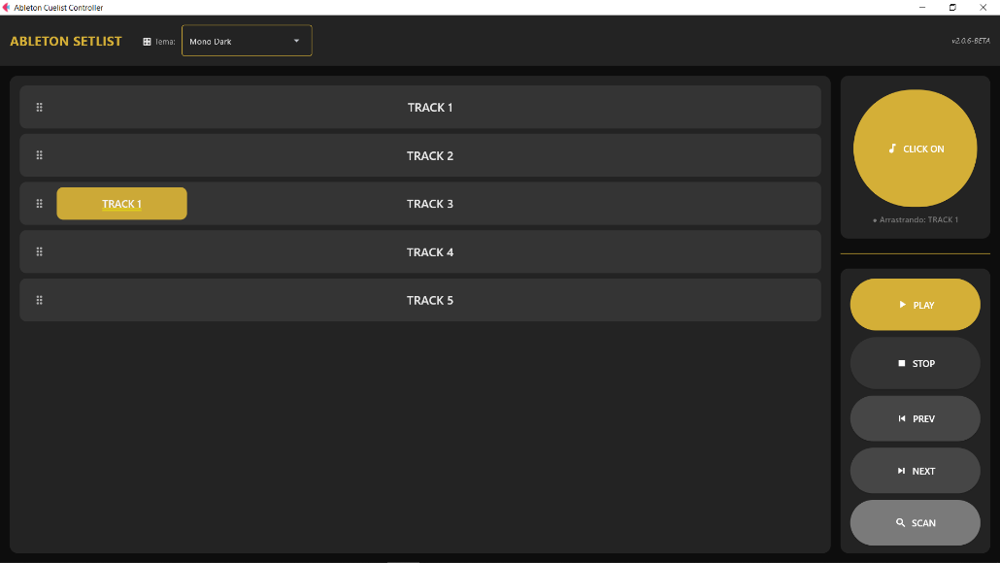 Ableton Cuelist Controller
ABLETON SETLIST
Tema:
Mono Dark
v2.0.6-BETA
TRACK 1
TRACK 2
TRACK 1
TRACK 3
TRACK 4
TRACK 5
CLICK ON
● Arrastrando: TRACK 1
PLAY
STOP
PREV
NEXT
SCAN